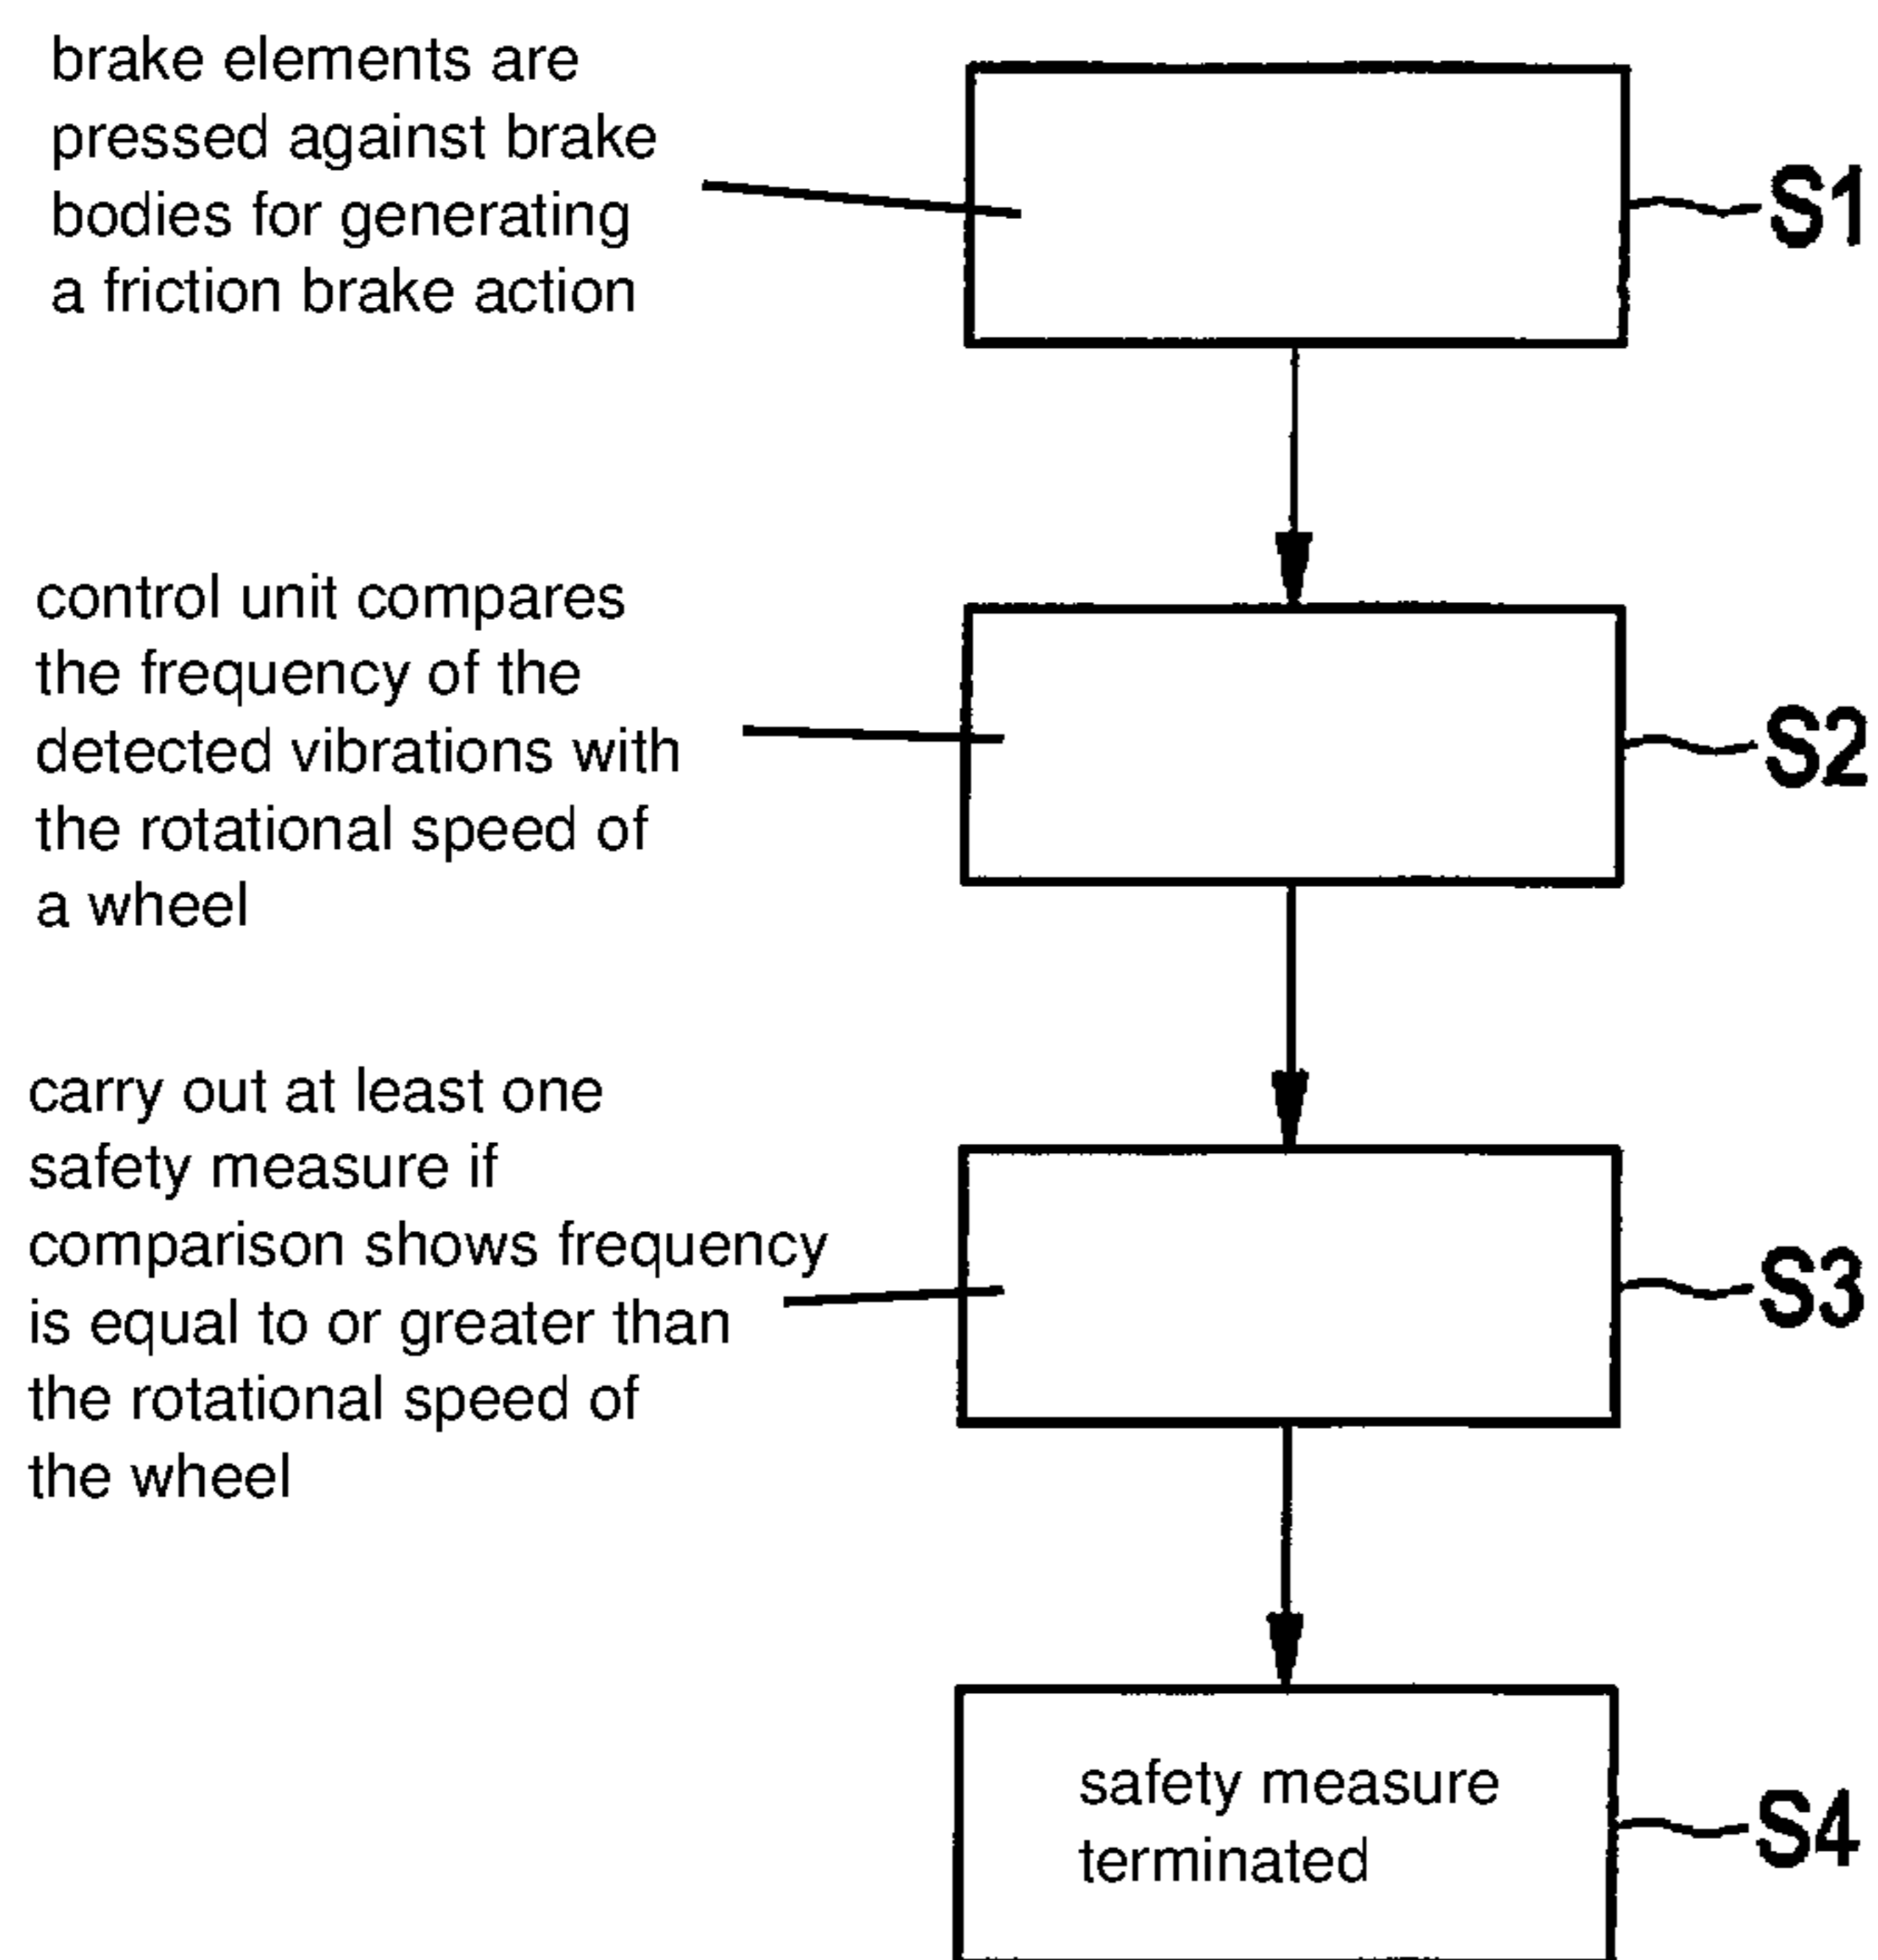 brake elements are
pressed against brake
bodies for generating
a friction brake action
S1
control unit compares
the frequency of the
detected vibrations with
the rotational speed of
a wheel
S2
carry out at least one
safety measure if
comparison shows frequency
is equal to or greater than
the rotational speed of
the wheel
S3
safety measure
terminated
S4